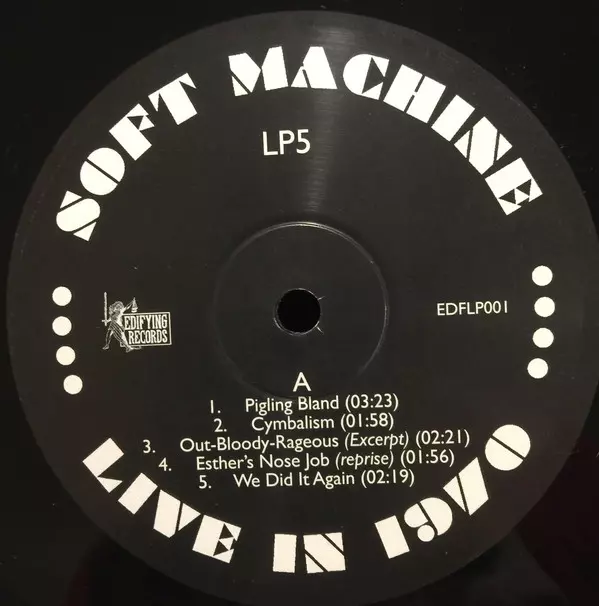 SOFT MACHINE
LP5
EDIFYING
RECORDS
EDFLP001
A
1. Pigling Bland (03:23)
2. Cymbalism (01:58)
3. Out-Bloody-Rageous (Excerpt) (02:21)
4. Esther's Nose Job (reprise) (01:56)
5. We Did It Again (02:19)
LIVE IN 1970